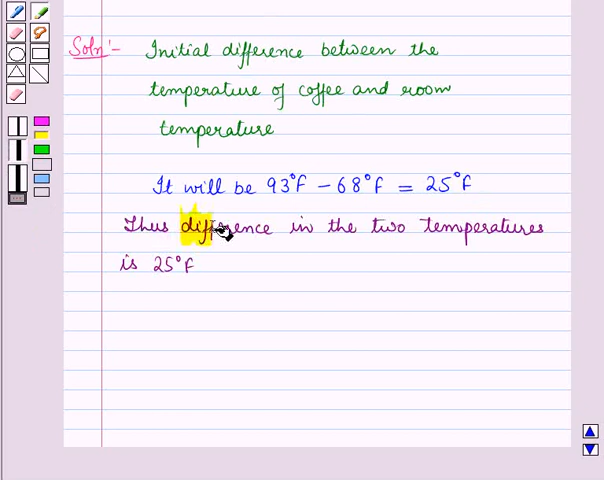 Soln:- Initial difference between the
temperature of coffee and room
temperature
It will be 93°F - 68°F = 25°F
Thus difference in the two temperatures
is 25°F